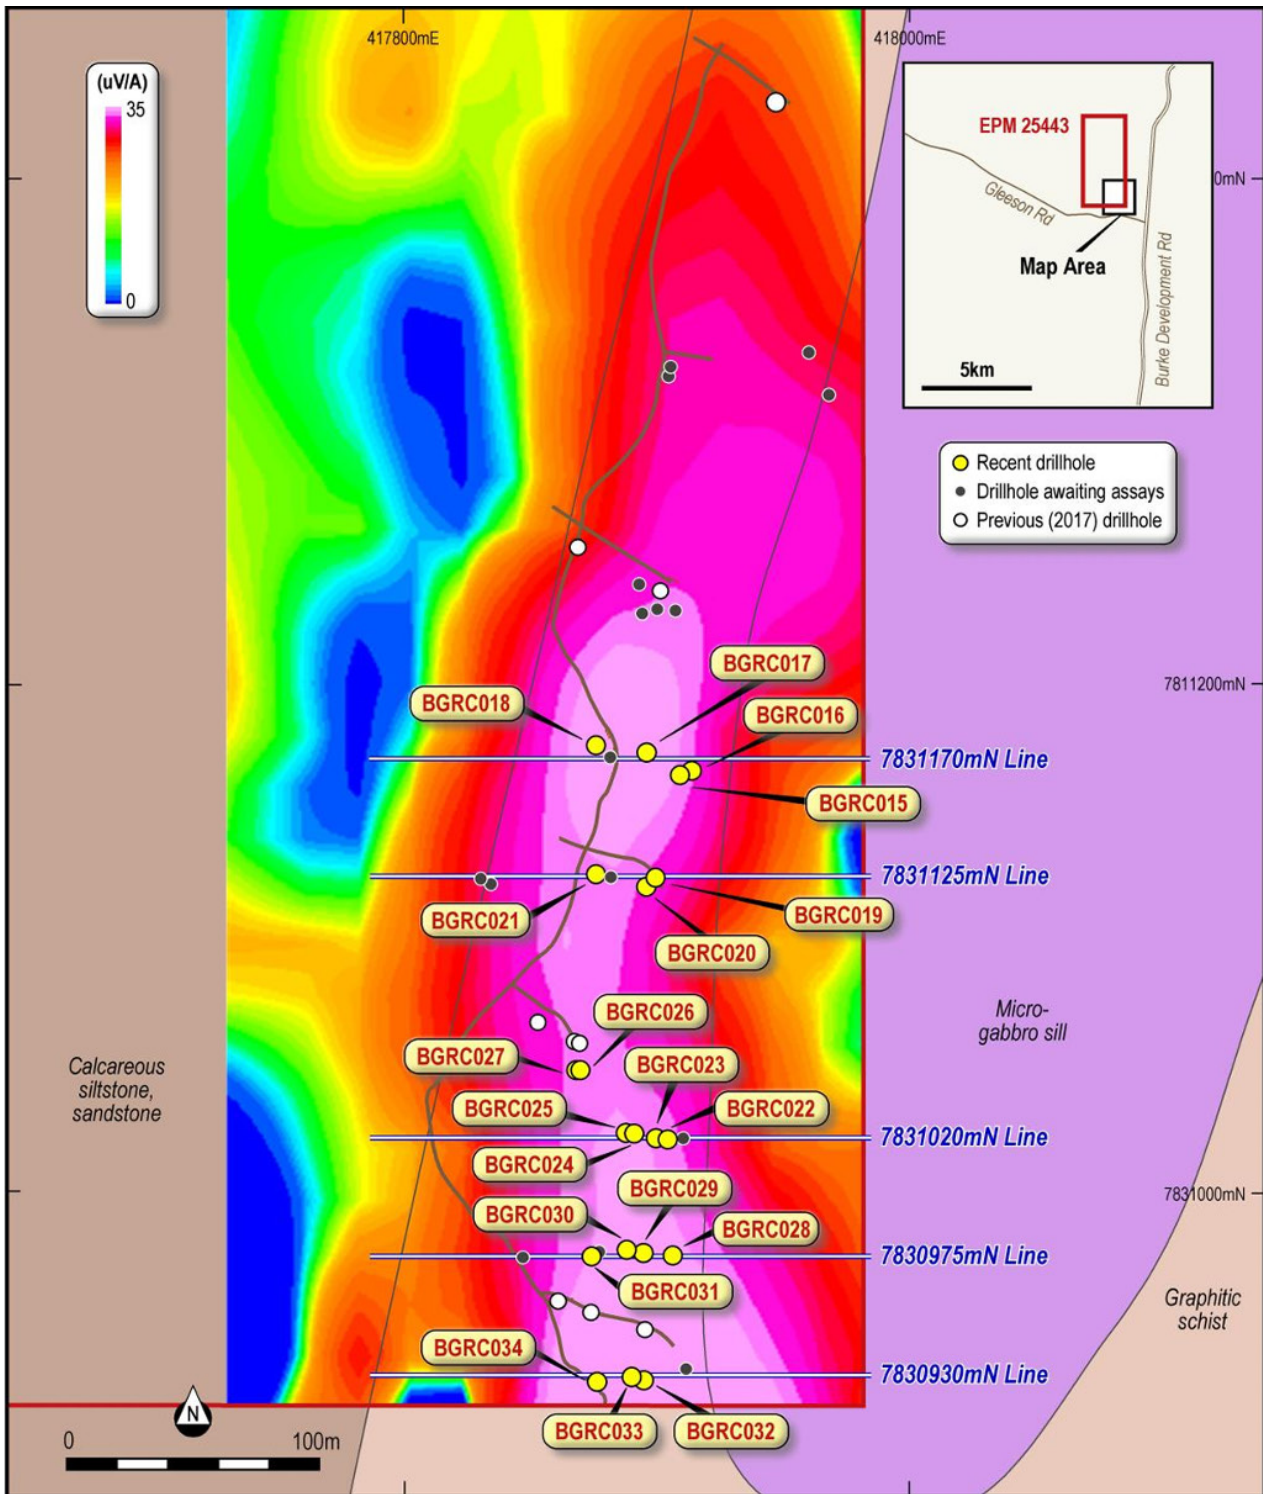 417800mE
418000mE
(uV/A)
35
0
EPM 25443
Gleeson Rd
Map Area
Burke Development Rd
5km
0mN
Recent drillhole
Drillhole awaiting assays
Previous (2017) drillhole
BGRC017
BGRC018
BGRC016
7811200mN
7831170mN Line
BGRC015
7831125mN Line
BGRC021
BGRC019
BGRC020
BGRC026
Micro-
gabbro sill
BGRC027
BGRC023
Calcareous
siltstone,
sandstone
BGRC025
BGRC022
7831020mN Line
BGRC024
BGRC029
7831000mN
BGRC030
BGRC028
7830975mN Line
BGRC031
Graphitic
schist
BGRC034
7830930mN Line
BGRC033
BGRC032
N
0
100m